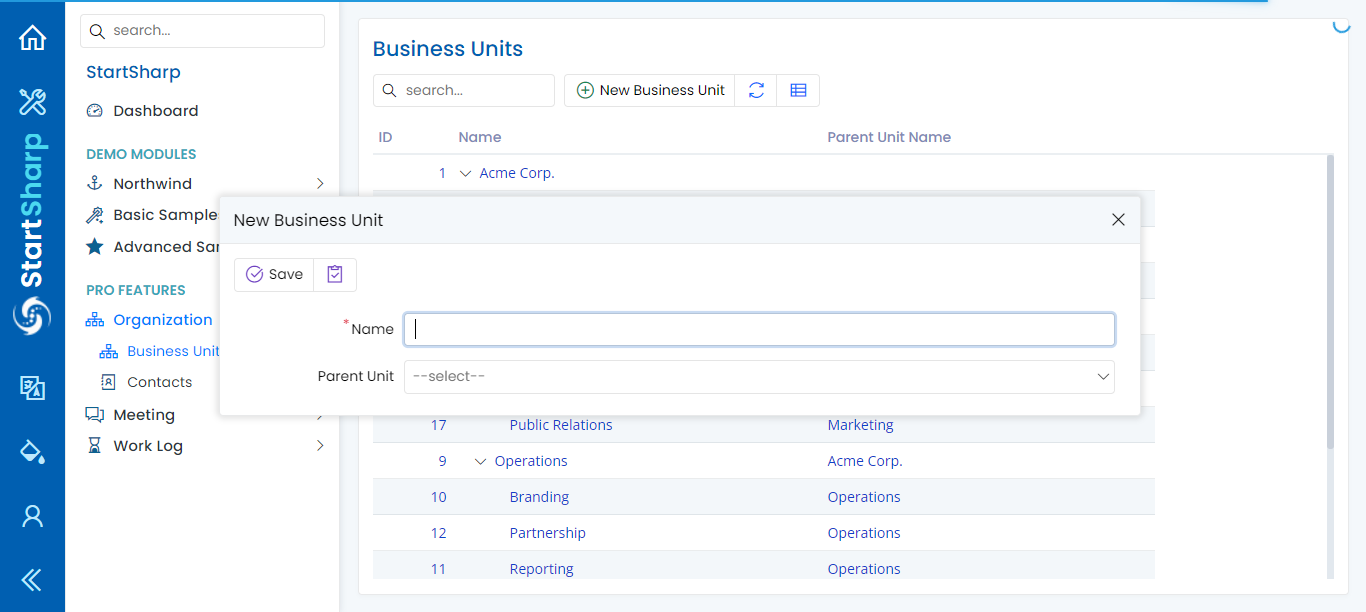 StartSharp
search...
StartSharp
Dashboard
DEMO MODULES
Northwind
Basic Sample
Advanced Sa
PRO FEATURES
Organization
Business Unit
Contacts
Meeting
Work Log
Business Units
search...
New Business Unit
ID Name Parent Unit Name
1 Acme Corp.
New Business Unit
Save
*Name
Parent Unit --select--
17 Public Relations Marketing
9 Operations Acme Corp.
10 Branding Operations
12 Partnership Operations
11 Reporting Operations